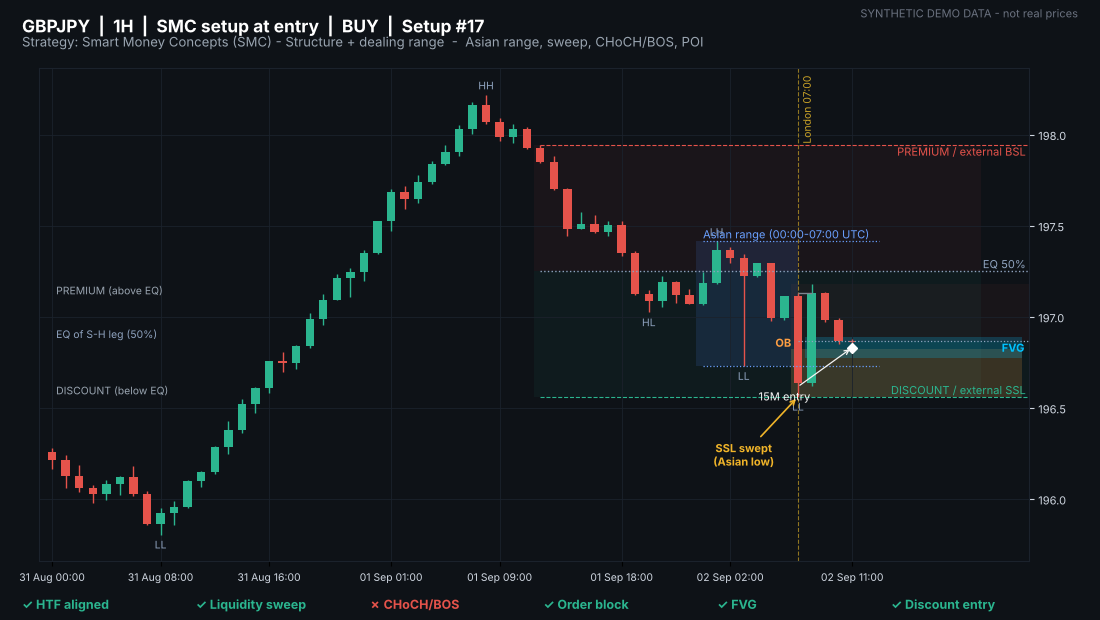 SYNTHETIC DEMO DATA - not real prices
GBPJPY | 1H | SMC setup at entry | BUY | Setup #17
Strategy: Smart Money Concepts (SMC) - Structure + dealing range - Asian range, sweep, CHoCH/BOS, POI
HH
London 07:00
198.0
PREMIUM / external BSL
LH
Asian range (00:00-07:00 UTC)
197.5
EQ 50%
PREMIUM (above EQ)
HL
197.0
EQ of S-H leg (50%)
OB
FVG
LL
DISCOUNT (below EQ)
DISCOUNT / external SSL
15M entry
LL
196.5
SSL swept
(Asian low)
196.0
LL
31 Aug 00:00
31 Aug 08:00
31 Aug 16:00
01 Sep 01:00
01 Sep 09:00
01 Sep 18:00
02 Sep 02:00
02 Sep 11:00
✓ HTF aligned
✓ Liquidity sweep
× CHoCH/BOS
✓ Order block
✓ FVG
✓ Discount entry